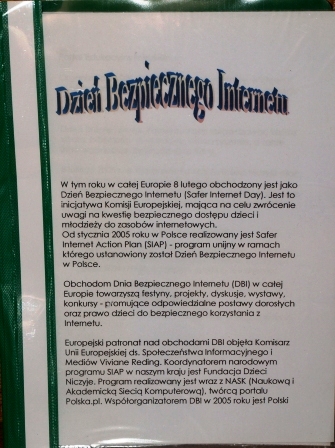 Dzień Bezpiecznego Internetu
W tym roku w całej Europie 8 lutego obchodzony jest jako
Dzień Bezpiecznego Internetu (Safer Internet Day). Jest to
inicjatywa Komisji Europejskiej, mająca na celu zwrócenie
uwagi na kwestię bezpiecznego dostępu dzieci i
młodzieży do zasobów internetowych.
Od stycznia 2005 roku w Polsce realizowany jest Safer
Internet Action Plan (SIAP) - program unijny w ramach
którego ustanowiony został Dzień Bezpiecznego Internetu
w Polsce.
Obchodom Dnia Bezpiecznego Internetu (DBI) w całej
Europie towarzyszą festyny, projekty, dyskusje, wystawy,
konkursy - promujące odpowiedzialne postawy dorosłych
oraz prawo dzieci do bezpiecznego korzystania z
Internetu.
Europejski patronat nad obchodami DBI objęła Komisarz
Unii Europejskiej ds. Społeczeństwa Informacyjnego i
Mediów Viviane Reding. Koordynatorem narodowym
programu SIAP w naszym kraju jest Fundacja Dzieci
Niczyje. Program realizowany jest wraz z NASK (Naukową i
Akademicką Siecią Komputerową), twórcą portalu
Polska.pl. Współorganizatorem DBI w 2005 roku jest Polski